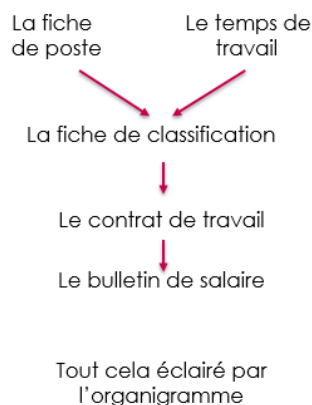 La fiche
de poste
Le temps de
travail
La fiche de classification
Le contrat de travail
Le bulletin de salaire
Tout cela éclairé par
l'organigramme